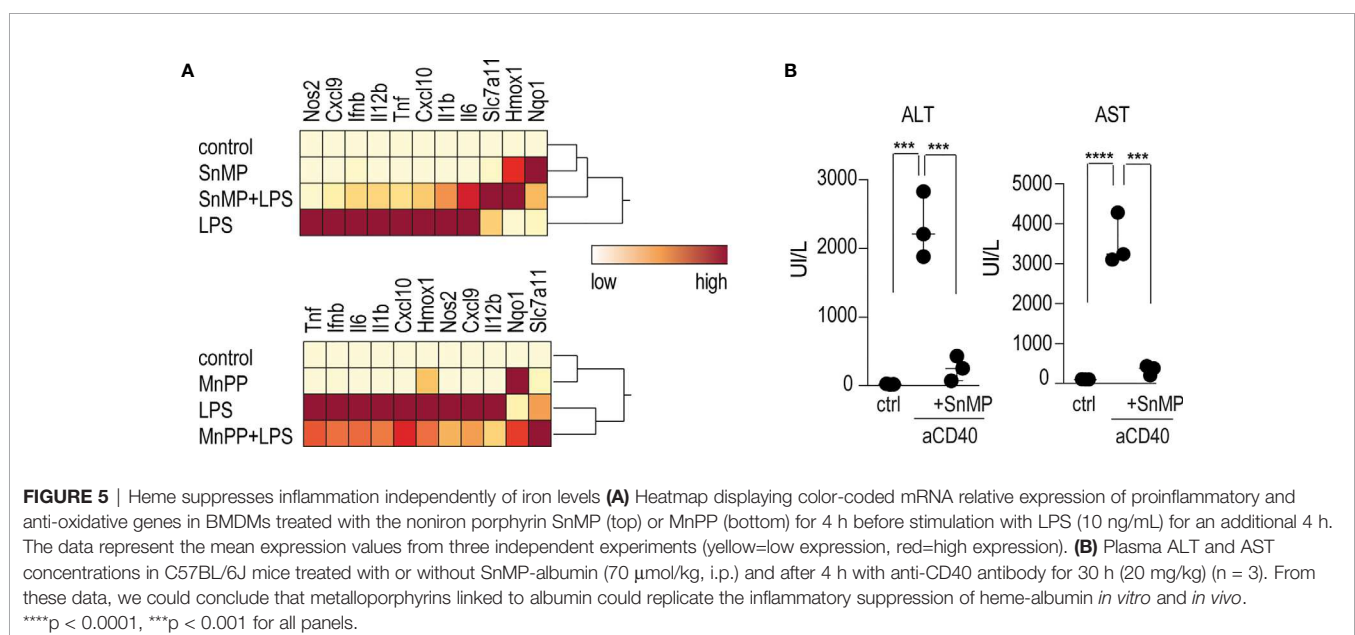 A
Nos2 Cxcl9 Ifnb Il12b Tnf Cxcl10 Il1b Il6 Slc7a11 Hmox1 Nqo1
control
SnMP
SnMP+LPS
LPS
low high
Tnf Ifnb Il6 Il1b Cxcl10 Hmox1 Nos2 Cxcl9 Il12b Nqo1 Slc7a11
control
MnPP
LPS
MnPP+LPS
B
ALT
*** ***
3000
2000
1000
0
UI/L
ctrl +SnMP
aCD40
AST
**** ***
5000
4000
3000
2000
1000
0
UI/L
ctrl +SnMP
aCD40
FIGURE 5 | Heme suppresses inflammation independently of iron levels (A) Heatmap displaying color-coded mRNA relative expression of proinflammatory and
anti-oxidative genes in BMDMs treated with the noniron porphyrin SnMP (top) or MnPP (bottom) for 4 h before stimulation with LPS (10 ng/mL) for an additional 4 h.
The data represent the mean expression values from three independent experiments (yellow=low expression, red=high expression). (B) Plasma ALT and AST
concentrations in C57BL/6J mice treated with or without SnMP-albumin (70 μmol/kg, i.p.) and after 4 h with anti-CD40 antibody for 30 h (20 mg/kg) (n = 3). From
these data, we could conclude that metalloporphyrins linked to albumin could replicate the inflammatory suppression of heme-albumin in vitro and in vivo.
****p < 0.0001, ***p < 0.001 for all panels.